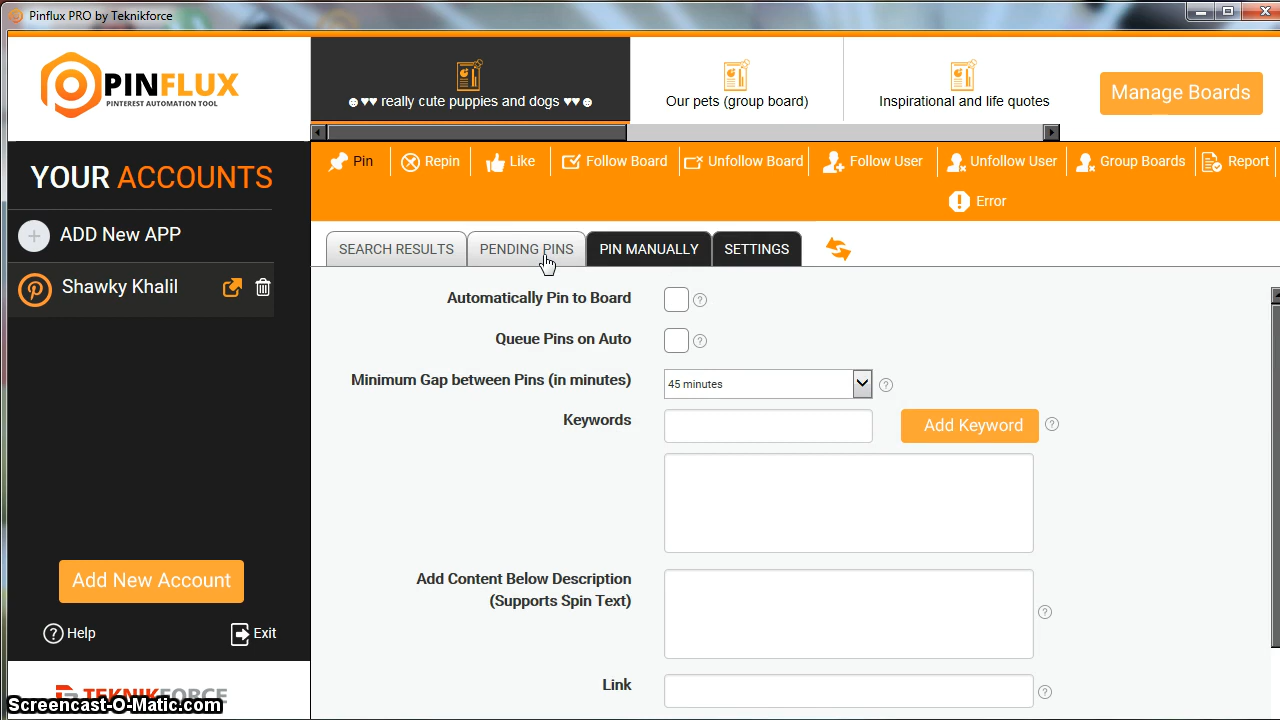 Pinflux PRO by Teknikforce
PINFLUX
PINTEREST AUTOMATION TOOL
☻♥♥ really cute puppies and dogs ♥♥☻
Our pets (group board)
Inspirational and life quotes
Manage Boards
Pin
Repin
Like
Follow Board
Unfollow Board
Follow User
Unfollow User
Group Boards
Report
Error
YOUR ACCOUNTS
ADD New APP
Shawky Khalil
SEARCH RESULTS
PENDING PINS
PIN MANUALLY
SETTINGS
Automatically Pin to Board
Queue Pins on Auto
Minimum Gap between Pins (in minutes)
45 minutes
Keywords
Add Keyword
Add Content Below Description
(Supports Spin Text)
Link
Add New Account
Help
Exit
TEKNIKFORCE
Screencast-O-Matic.com